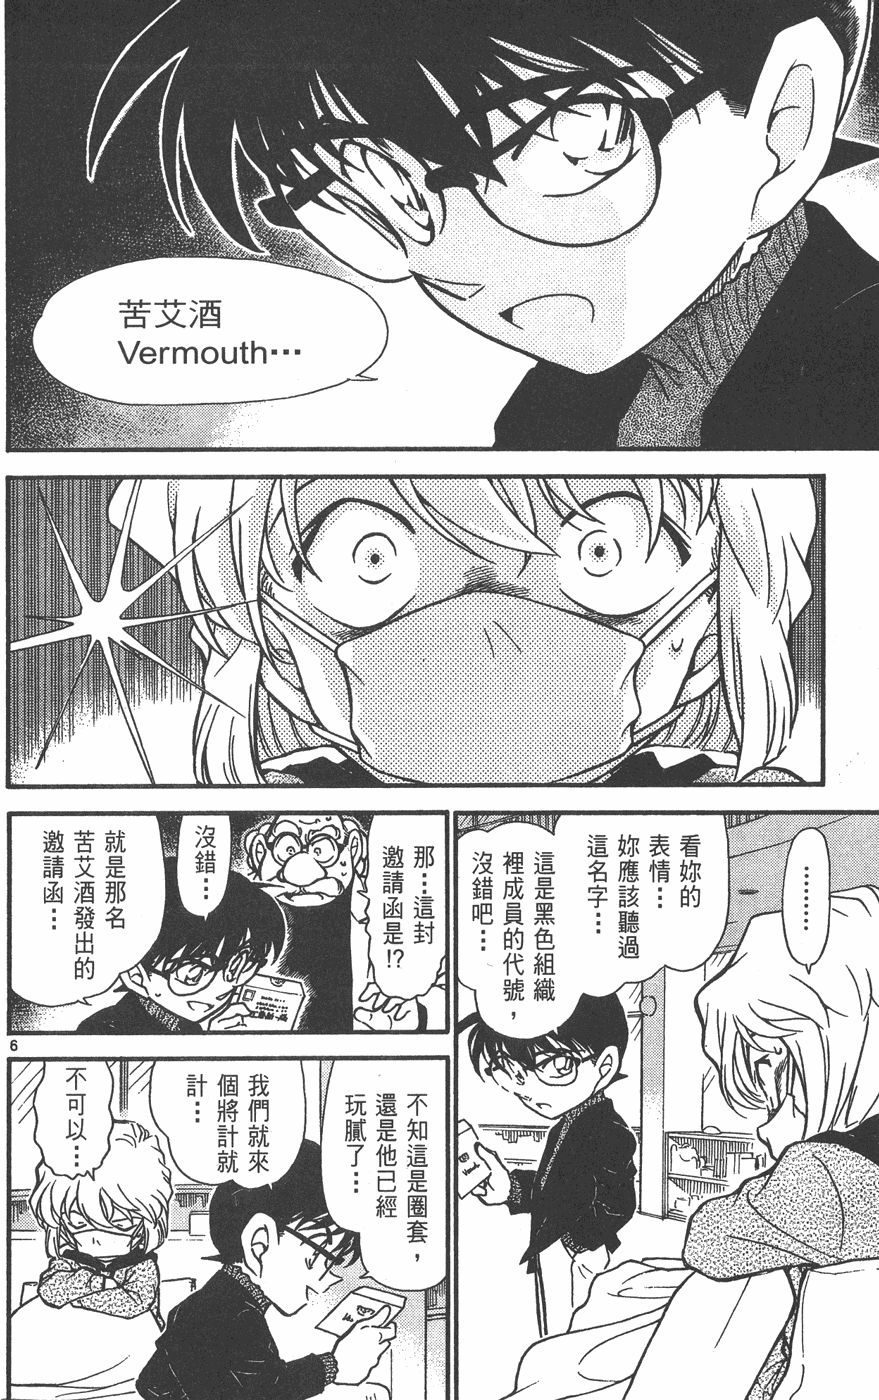 苦艾酒
Vermouth…
………
看妳的
表情…
妳應該聽過
這名字…
這是黑色組織
裡成員的代號，
沒錯吧…
那…這封
邀請函是!?
沒錯…
就是那名
苦艾酒發出的
邀請函…
6
不知這是圈套，
還是他已經
玩膩了…
我們就來
個將計就
計…
不可以…